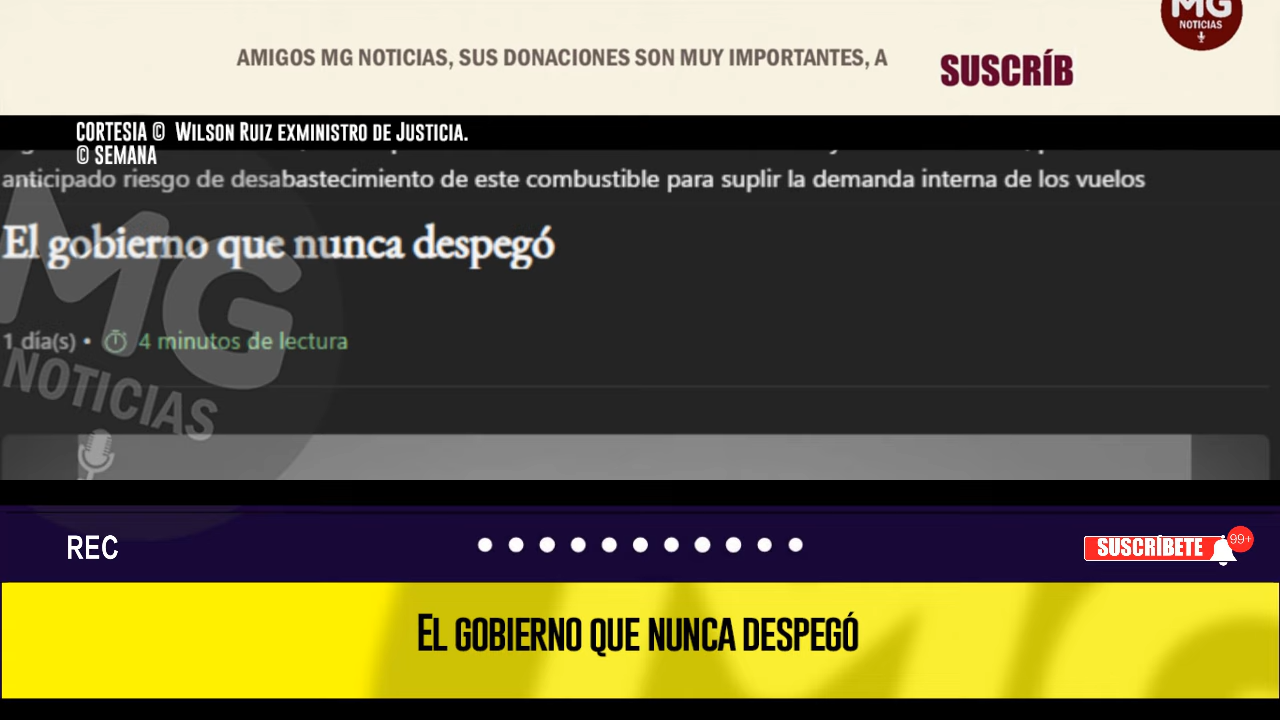 MG
NOTICIAS
AMIGOS MG NOTICIAS, SUS DONACIONES SON MUY IMPORTANTES, A
SUSCRÍB
CORTESIA © WILSON RUIZ EXMINISTRO DE JUSTICIA.
© SEMANA
anticipado riesgo de desabastecimiento de este combustible para suplir la demanda interna de los vuelos
El gobierno que nunca despegó
1 día(s) • 4 minutos de lectura
MG
NOTICIAS
REC
SUSCRÍBETE
99+
EL GOBIERNO QUE NUNCA DESPEGÓ